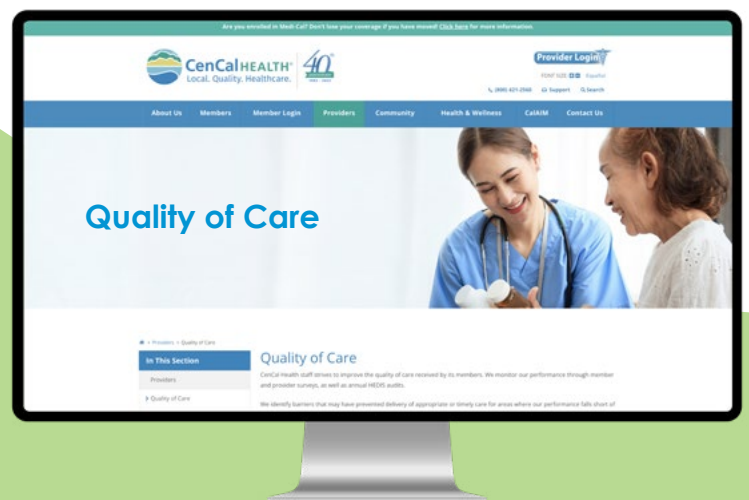 Are you enrolled in Medi-Cal? Don't lose your coverage if you have moved! Click here for more information.
CenCalHEALTH®
Local. Quality. Healthcare.
40
Provider Login
FONT SIZE Español
Support Search
About Us Members Member Login Providers Community Health & Wellness CalAIM Contact Us
Quality of Care
> Providers > Quality of Care
In This Section
Providers
Quality of Care
Quality of Care
CenCal Health staff strives to improve the quality of care received by its members. We monitor our performance through member
and provider surveys, as well as annual HEDIS audits.
We identify barriers that may have prevented delivery of appropriate or timely care for areas where our performance falls short of